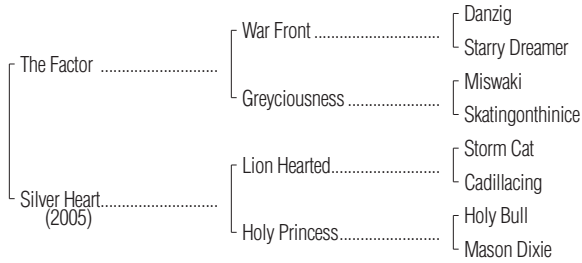 Danzig
War Front ..............................
Starry Dreamer
The Factor ............................
Miswaki
Greyciousness ......................
Skatingonthinice
Storm Cat
Lion Hearted..........................
Cadillacing
Silver Heart............................
(2005)
Holy Bull
Holy Princess........................
Mason Dixie